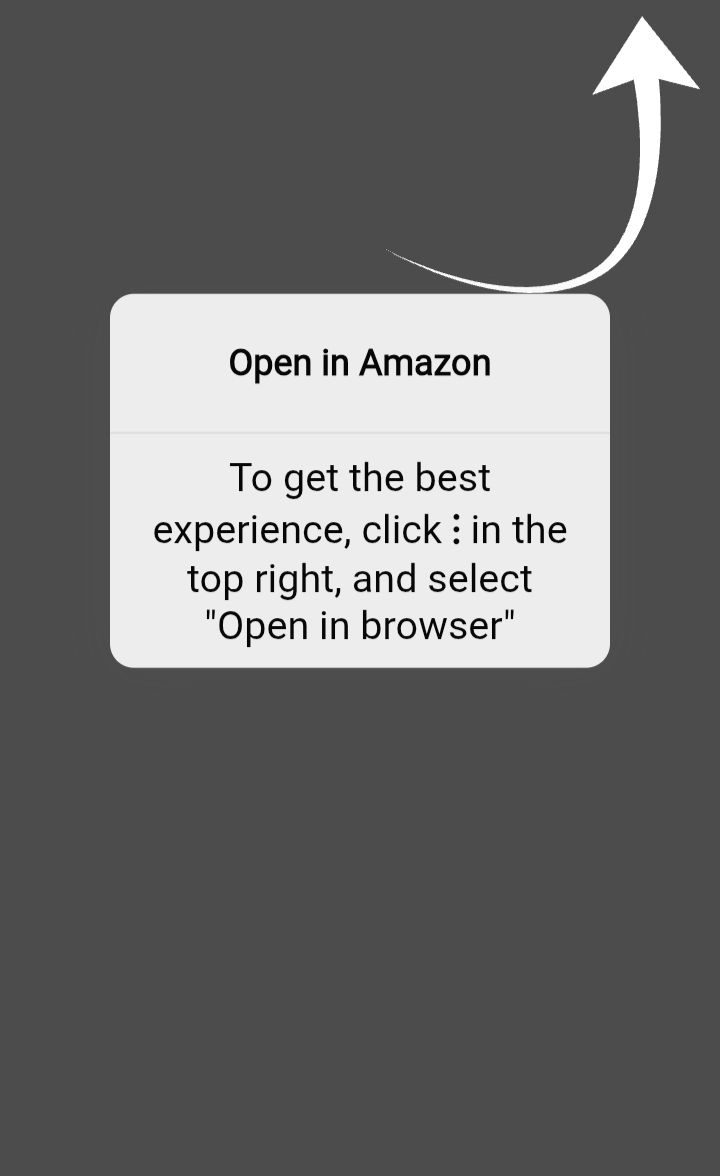 Open in Amazon
To get the best
experience, click ⋮ in the
top right, and select
"Open in browser"